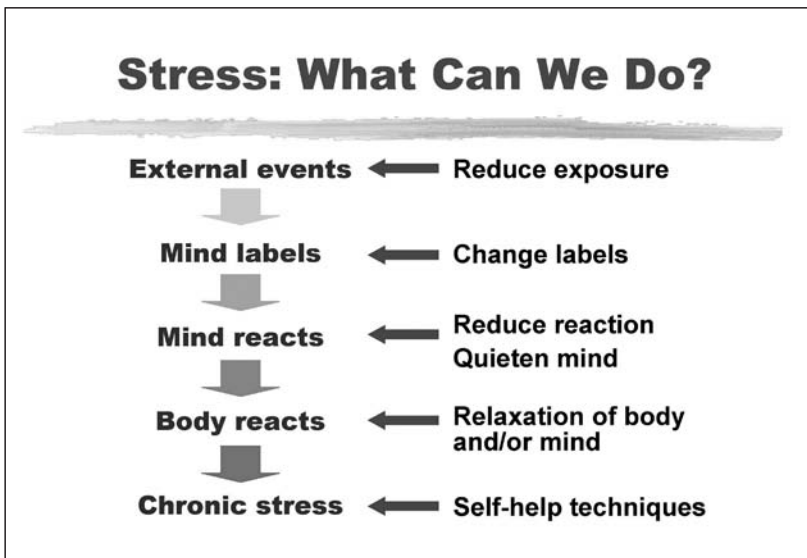 Stress: What Can We Do?
External events
Reduce exposure
Mind labels
Change labels
Mind reacts
Reduce reaction
Quieten mind
Body reacts
Relaxation of body
and/or mind
Chronic stress
Self-help techniques